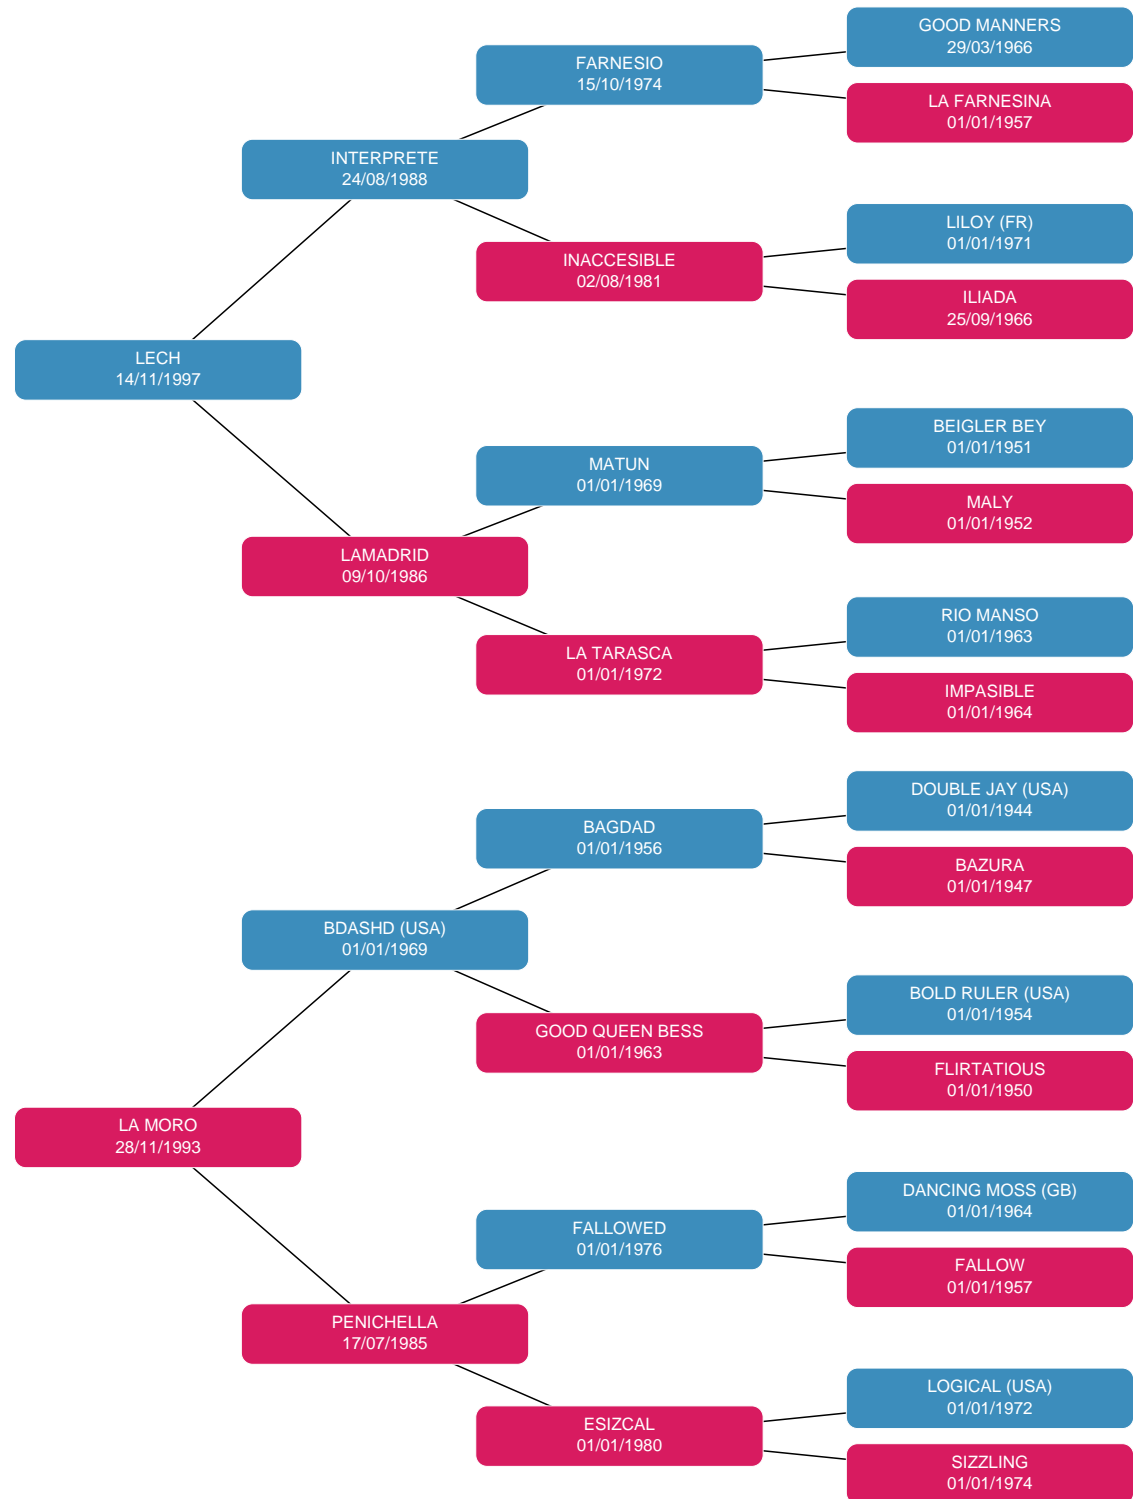 GOOD MANNERS
29/03/1966
FARNESIO
15/10/1974
LA FARNESINA
01/01/1957
INTERPRETE
24/08/1988
LILOY (FR)
01/01/1971
INACCESIBLE
02/08/1981
ILIADA
25/09/1966
LECH
14/11/1997
BEIGLER BEY
01/01/1951
MATUN
01/01/1969
MALY
01/01/1952
LAMADRID
09/10/1986
RIO MANSO
01/01/1963
LA TARASCA
01/01/1972
IMPASIBLE
01/01/1964
DOUBLE JAY (USA)
01/01/1944
BAGDAD
01/01/1956
BAZURA
01/01/1947
BDASHD (USA)
01/01/1969
BOLD RULER (USA)
01/01/1954
GOOD QUEEN BESS
01/01/1963
FLIRTATIOUS
01/01/1950
LA MORO
28/11/1993
DANCING MOSS (GB)
01/01/1964
FALLOWED
01/01/1976
FALLOW
01/01/1957
PENICHELLA
17/07/1985
LOGICAL (USA)
01/01/1972
ESIZCAL
01/01/1980
SIZZLING
01/01/1974